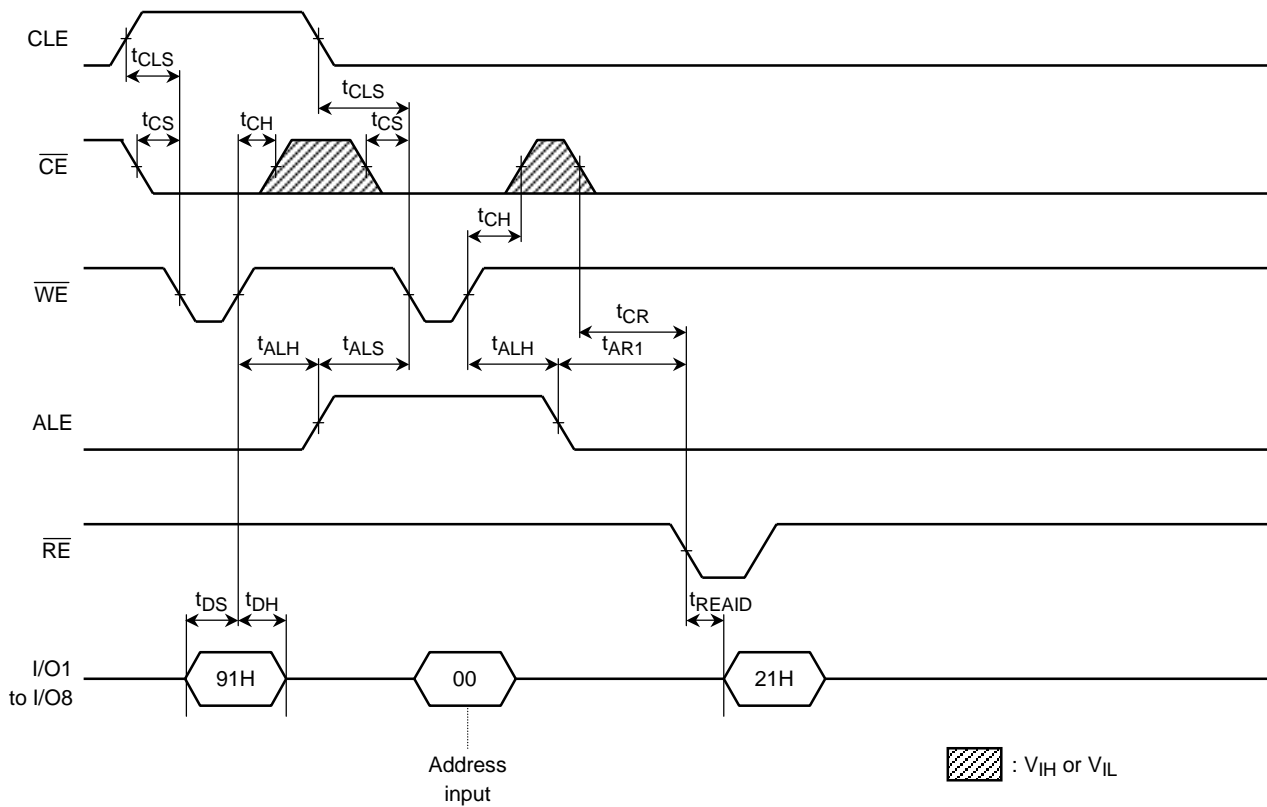 CLE
tCLS
tCLS
tCS
tCH
tCS
CE
tCH
WE
tCR
tALH
tALS
tALH
tAR1
ALE
RE
tREAID
tDS
tDH
I/O1
to I/O8
91H
00
21H
Address
input
: VIH or VIL